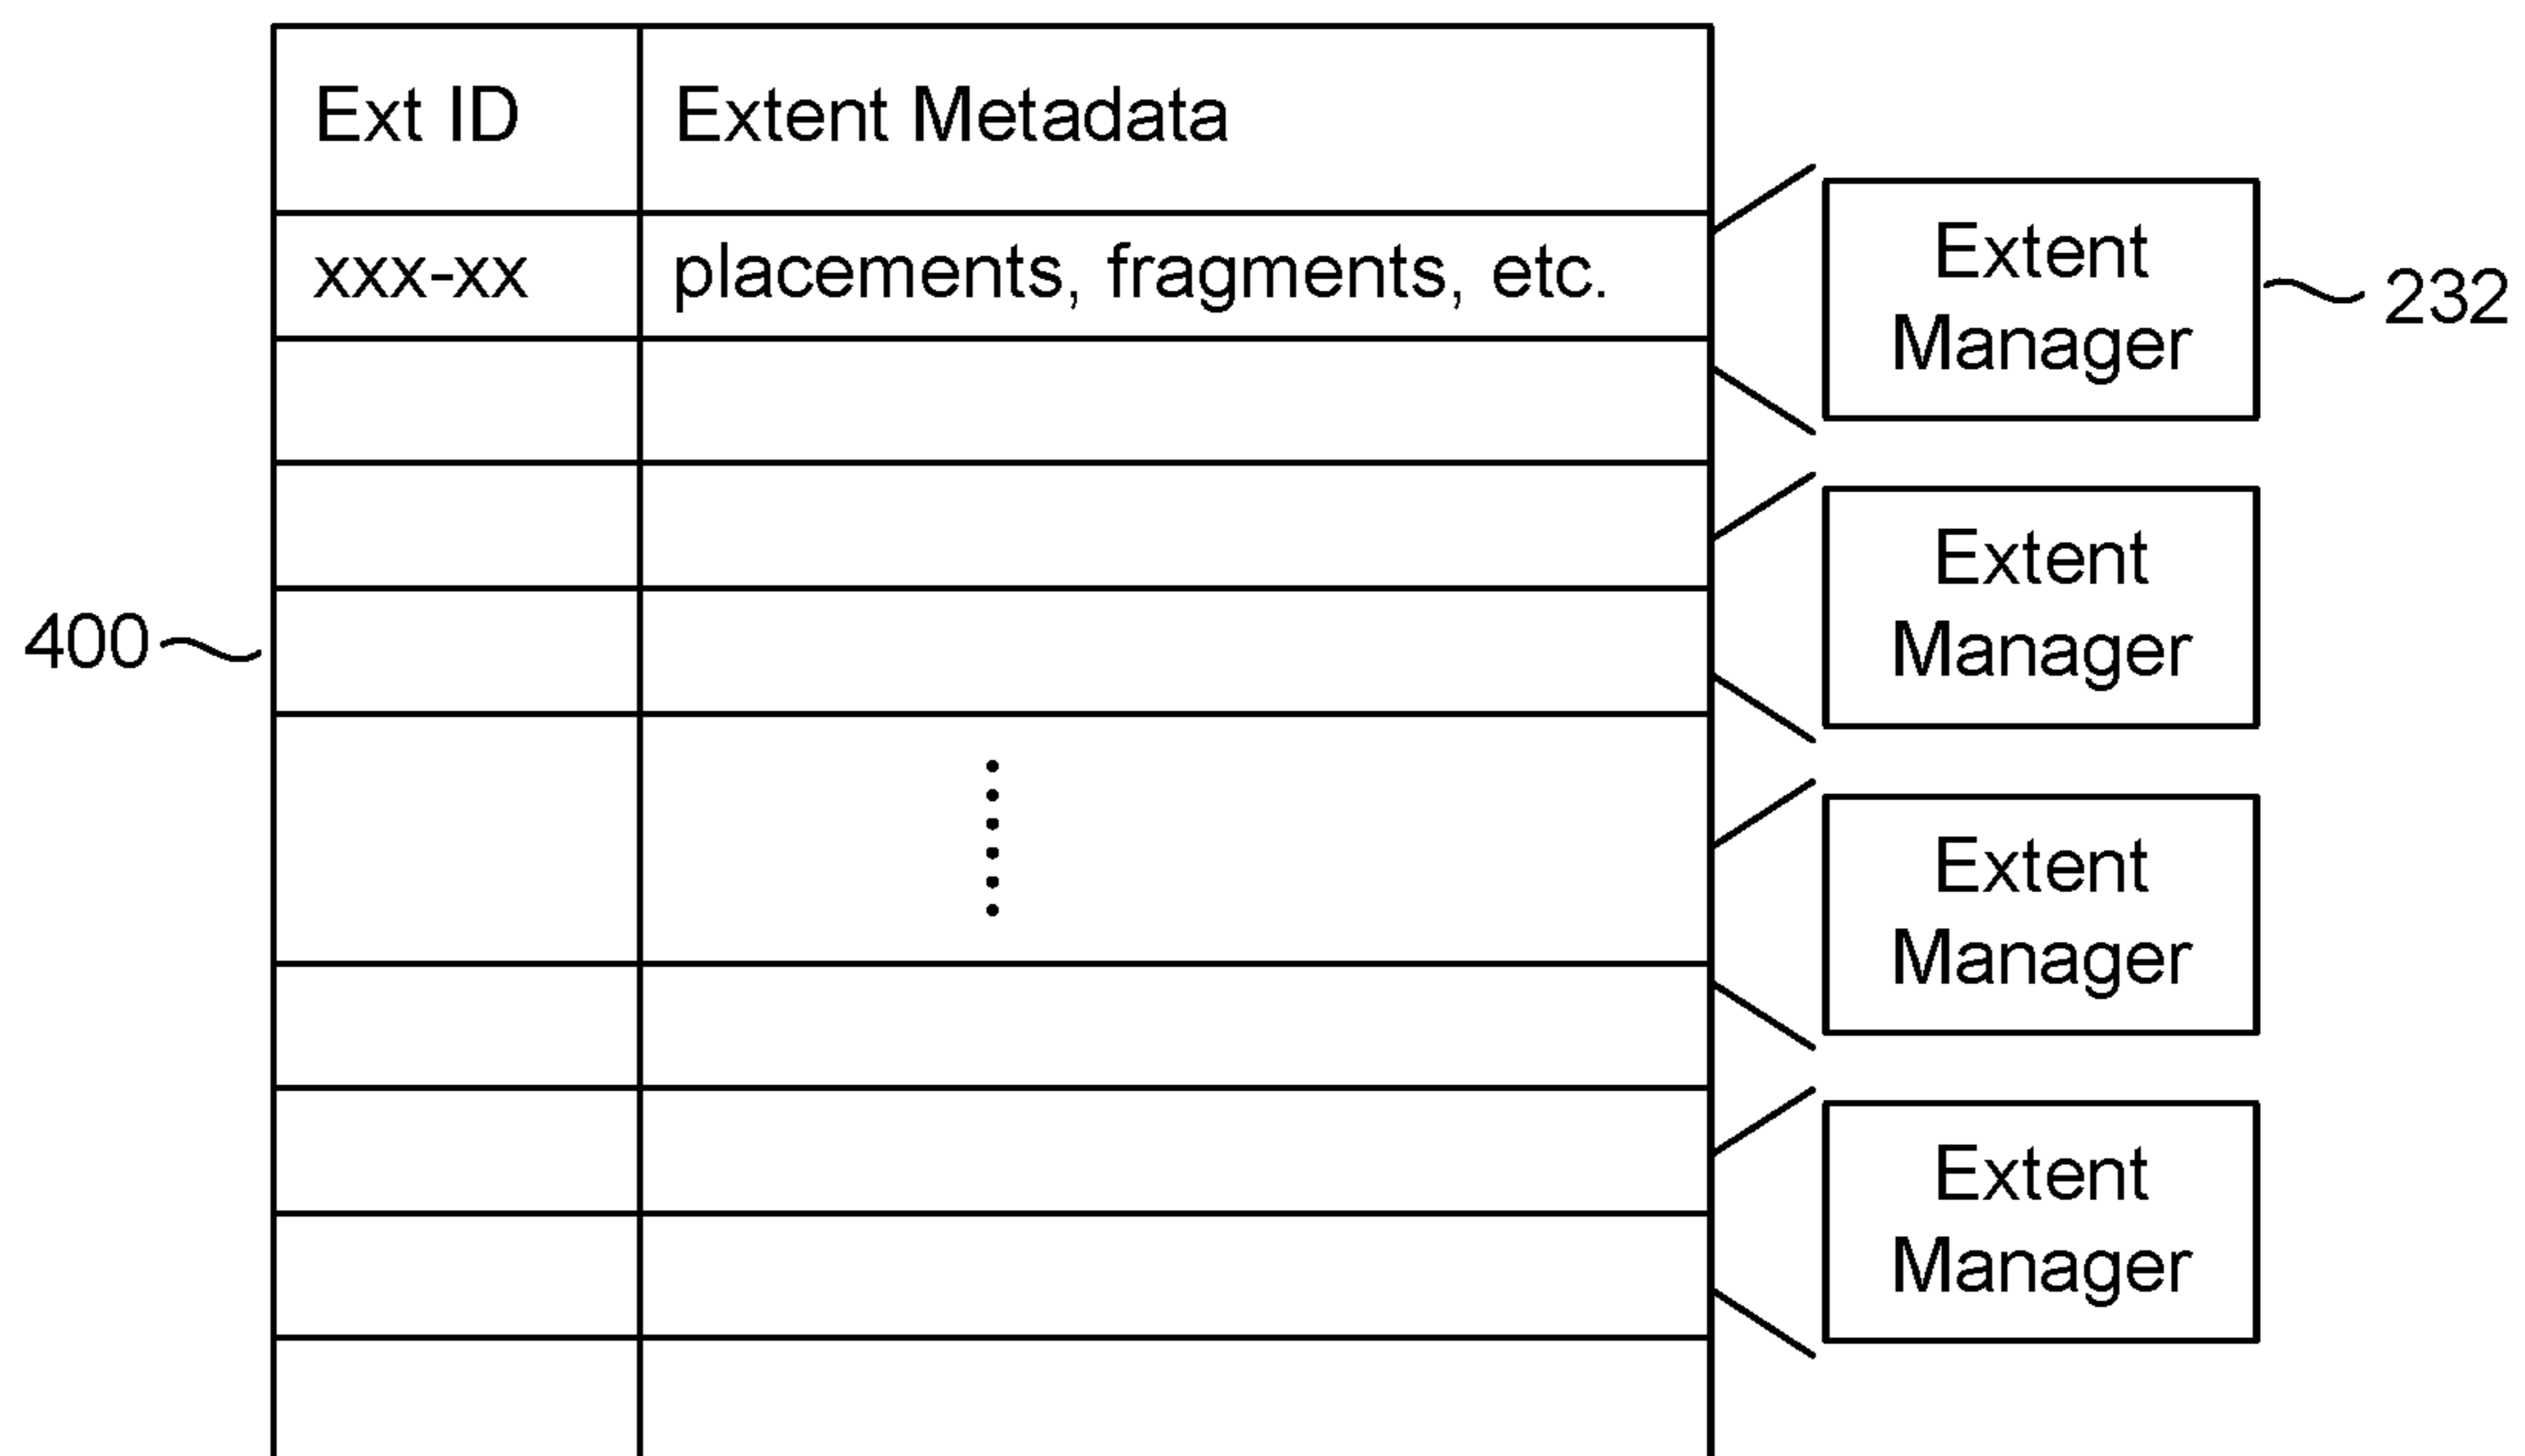 Ext ID
Extent Metadata
xxx-xx
placements, fragments, etc.
400
Extent
Manager
232
Extent
Manager
Extent
Manager
Extent
Manager